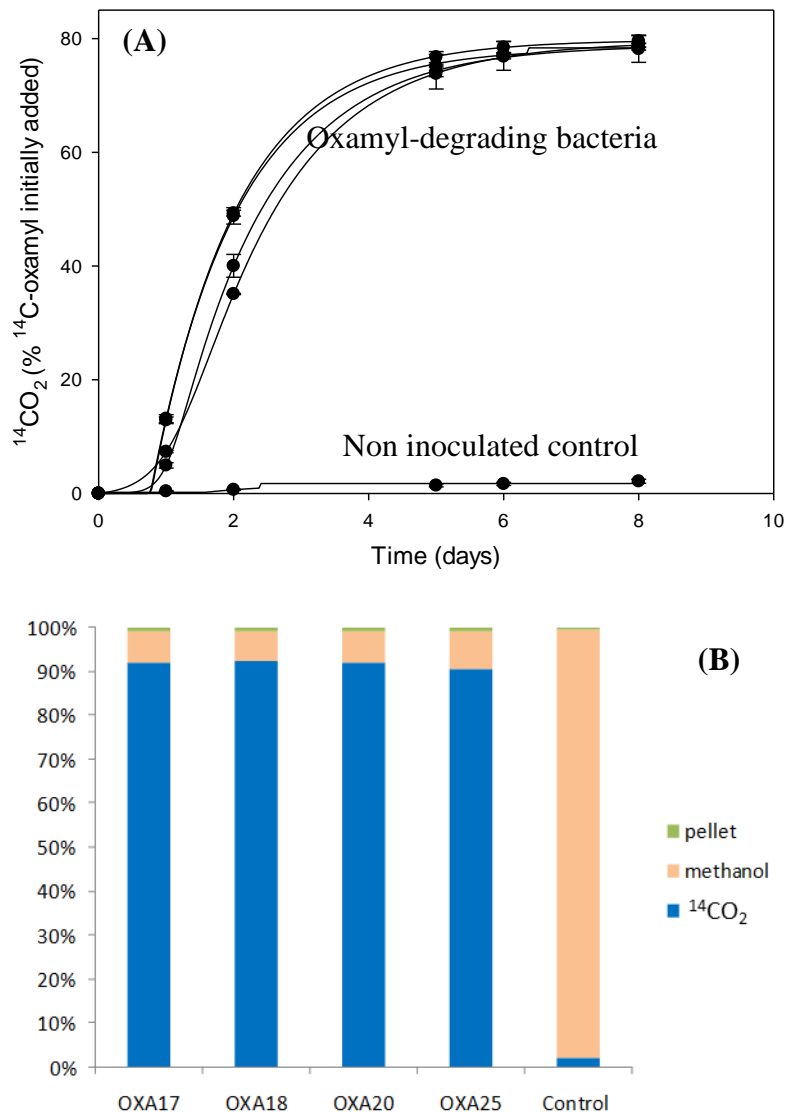 (A)
80
60
40
20
0
¹⁴CO₂ (% ¹⁴C-oxamyl initially added)
Oxamyl-degrading bacteria
Non inoculated control
0 2 4 6 8 10
Time (days)
(B)
100%
90%
80%
70%
60%
50%
40%
30%
20%
10%
0%
pellet
methanol
¹⁴CO₂
OXA17 OXA18 OXA20 OXA25 Control